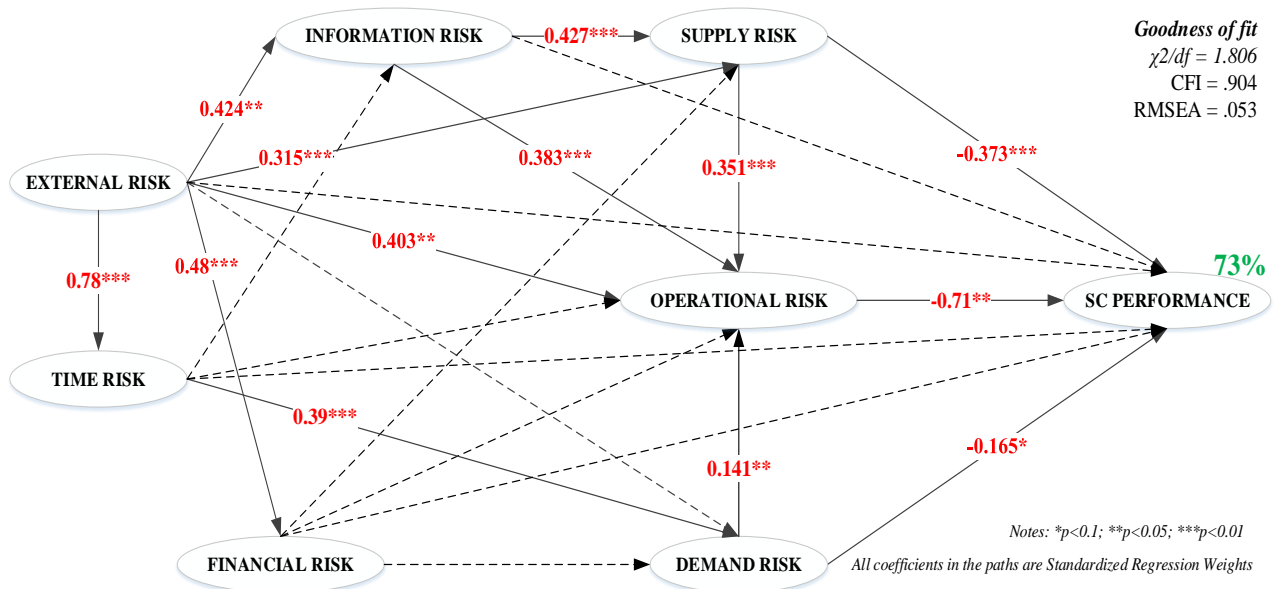 INFORMATION RISK
0.427***
SUPPLY RISK
Goodness of fit
χ2/df = 1.806
CFI = .904
RMSEA = .053
0.424**
0.315***
0.383***
0.351***
-0.373***
EXTERNAL RISK
0.403**
0.78***
0.48***
73%
OPERATIONAL RISK
-0.71**
SC PERFORMANCE
TIME RISK
0.39***
0.141**
-0.165*
Notes: *p<0.1; **p<0.05; ***p<0.01
FINANCIAL RISK
DEMAND RISK
All coefficients in the paths are Standardized Regression Weights